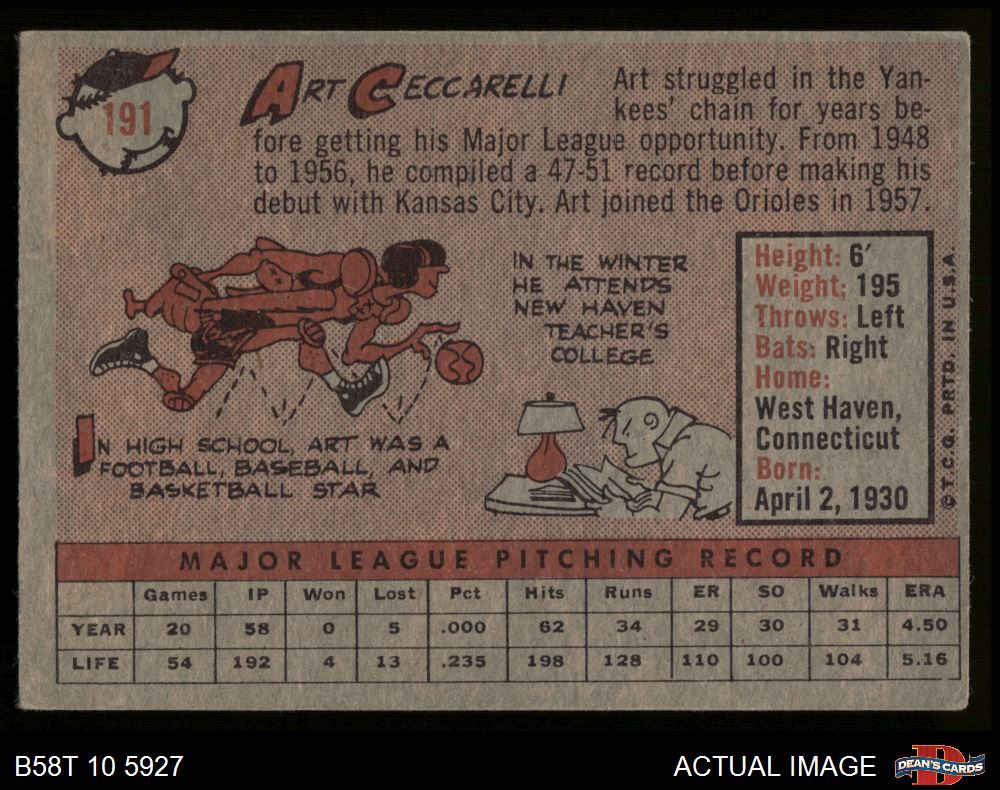 191
ART CECCARELLI
Art struggled in the Yan-
kees' chain for years be-
fore getting his Major League opportunity. From 1948
to 1956, he compiled a 47-51 record before making his
debut with Kansas City. Art joined the Orioles in 1957.
IN HIGH SCHOOL, ART WAS A
FOOTBALL, BASEBALL, AND
BASKETBALL STAR
IN THE WINTER
HE ATTENDS
NEW HAVEN
TEACHER'S
COLLEGE
Height: 6'
Weight: 195
Throws: Left
Bats: Right
Home:
West Haven,
Connecticut
Born:
April 2, 1930
© T.C.G. PRTD. IN U.S.A.
MAJOR LEAGUE PITCHING RECORD
Games IP Won Lost Pct Hits Runs ER SO Walks ERA
YEAR 20 58 0 5 .000 62 34 29 30 31 4.50
LIFE 54 192 4 13 .235 198 128 110 100 104 5.16
B58T 10 5927
ACTUAL IMAGE
DEAN'S CARDS